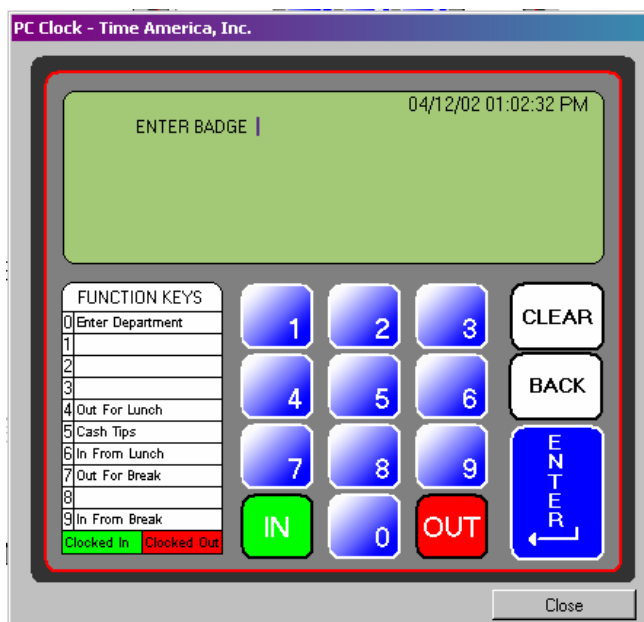 PC Clock - Time America, Inc.
04/12/02 01:02:32 PM
ENTER BADGE
FUNCTION KEYS
0 Enter Department
1
2
3
4 Out For Lunch
5 Cash Tips
6 In From Lunch
7 Out For Break
8
9 In From Break
Clocked In Clocked Out
1 2 3 CLEAR
4 5 6 BACK
7 8 9 ENTER
IN 0 OUT
Close